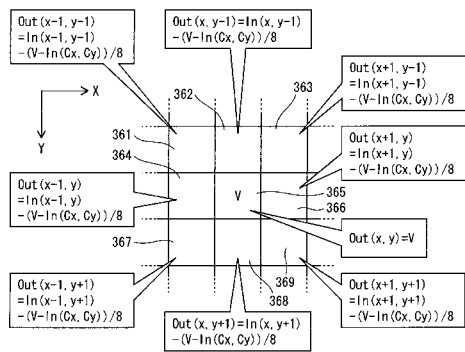 Out(x-1, y-1)
=In(x-1, y-1)
-(V-In(Cx, Cy))/8
Out(x, y-1)=In(x, y-1)
-(V-In(Cx, Cy))/8
Out(x+1, y-1)
=In(x+1, y-1)
-(V-In(Cx, Cy))/8
X
Y
362
363
361
364
Out(x+1, y)
=In(x+1, y)
-(V-In(Cx, Cy))/8
Out(x-1, y)
=In(x-1, y)
-(V-In(Cx, Cy))/8
V
365
366
367
Out(x, y)=V
369
368
Out(x-1, y+1)
=In(x-1, y+1)
-(V-In(Cx, Cy))/8
Out(x, y+1)=In(x, y+1)
-(V-In(Cx, Cy))/8
Out(x+1, y+1)
=In(x+1, y+1)
-(V-In(Cx, Cy))/8